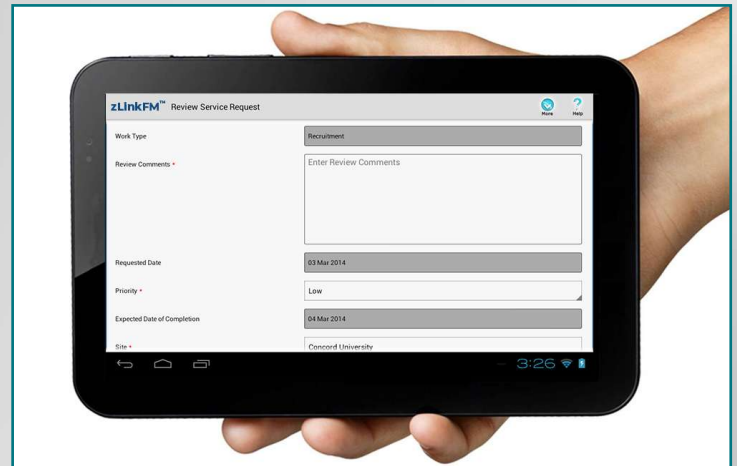 zLinkFM™ Review Service Request
More Help
Work Type Recruitment
Review Comments * Enter Review Comments
Requested Date 03 Mar 2014
Priority * Low
Expected Date of Completion 04 Mar 2014
Site * Concord University
3:26